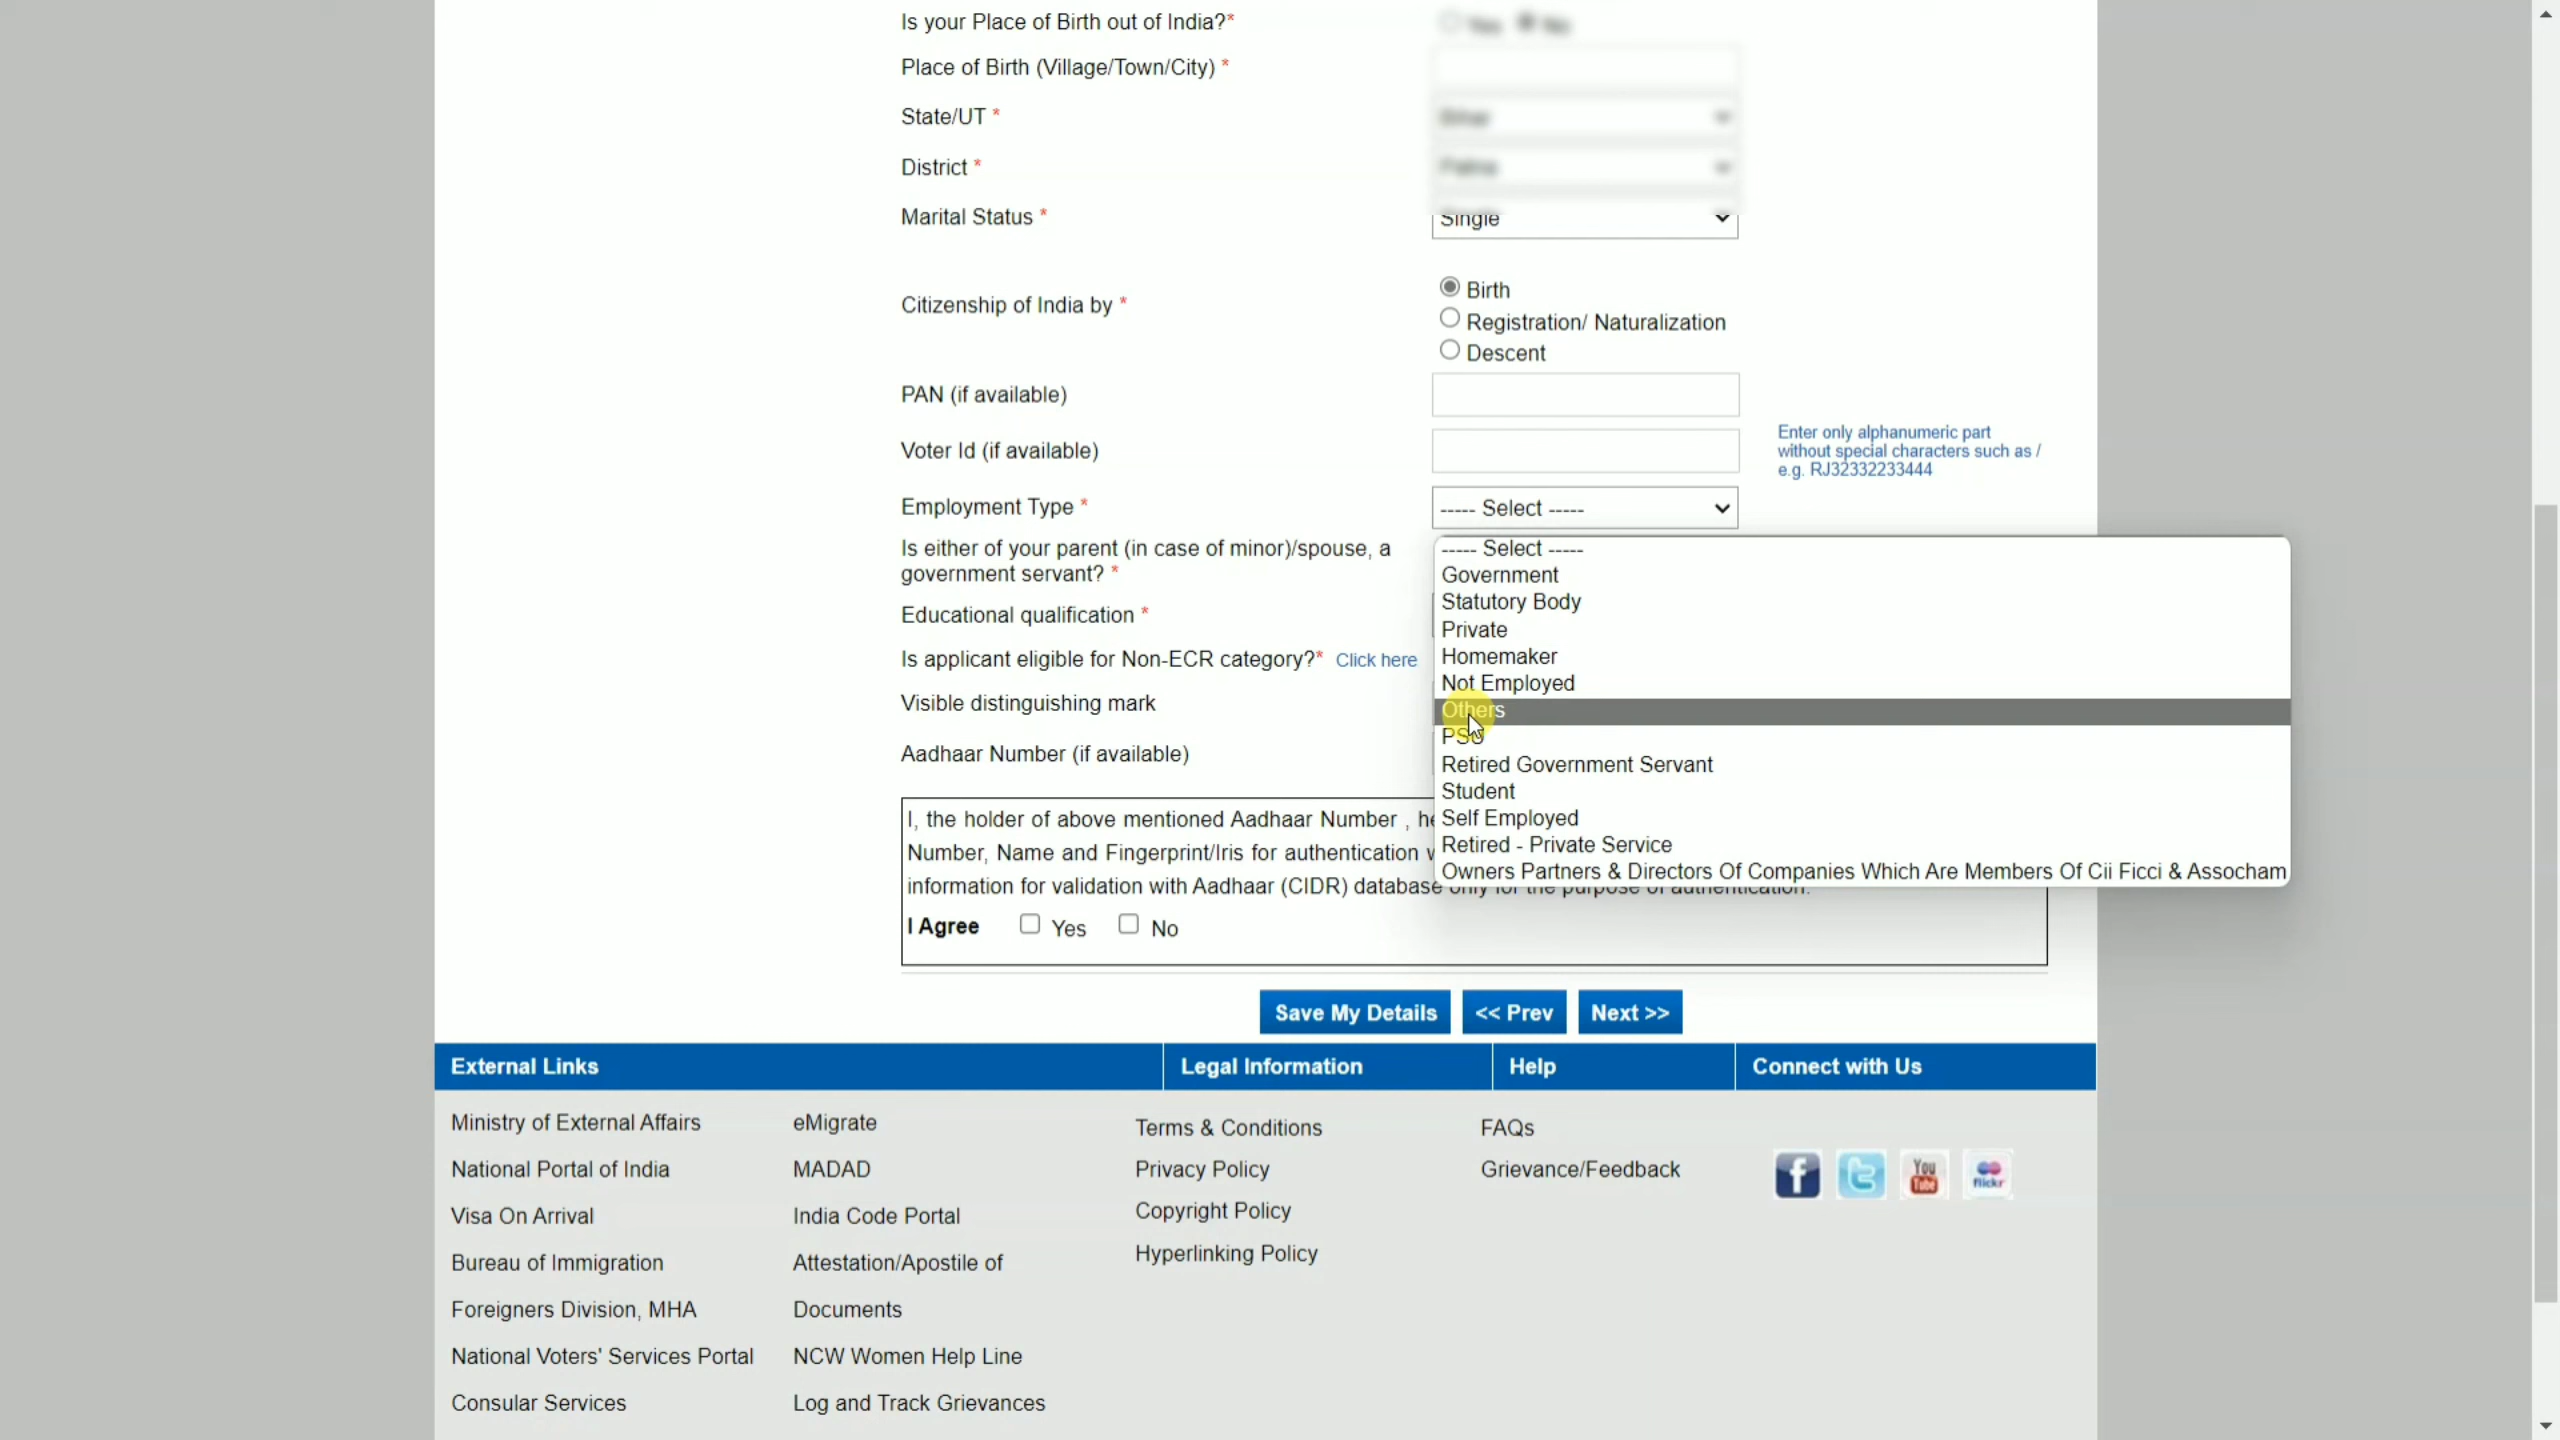 Is your Place of Birth out of India?*
Place of Birth (Village/Town/City) *
State/UT *
District *
Marital Status * Single
Citizenship of India by *
Birth
Registration/ Naturalization
Descent
PAN (if available)
Voter Id (if available)
Enter only alphanumeric part
without special characters such as /
e.g. RJ32332233444
Employment Type * ----- Select -----
Is either of your parent (in case of minor)/spouse, a
government servant? *
Educational qualification *
Is applicant eligible for Non-ECR category?* Click here
Visible distinguishing mark
Aadhaar Number (if available)
----- Select -----
Government
Statutory Body
Private
Homemaker
Not Employed
Others
PSU
Retired Government Servant
Student
Self Employed
Retired - Private Service
Owners Partners & Directors Of Companies Which Are Members Of Cii Ficci & Assocham
I, the holder of above mentioned Aadhaar Number , he
Number, Name and Fingerprint/Iris for authentication
information for validation with Aadhaar (CIDR) database only for the purpose of authentication.
I Agree Yes No
Save My Details << Prev Next >>
External Links
Ministry of External Affairs
National Portal of India
Visa On Arrival
Bureau of Immigration
Foreigners Division, MHA
National Voters' Services Portal
Consular Services
eMigrate
MADAD
India Code Portal
Attestation/Apostile of
Documents
NCW Women Help Line
Log and Track Grievances
Legal Information
Terms & Conditions
Privacy Policy
Copyright Policy
Hyperlinking Policy
Help
FAQs
Grievance/Feedback
Connect with Us
f
t
You
Tube
flickr